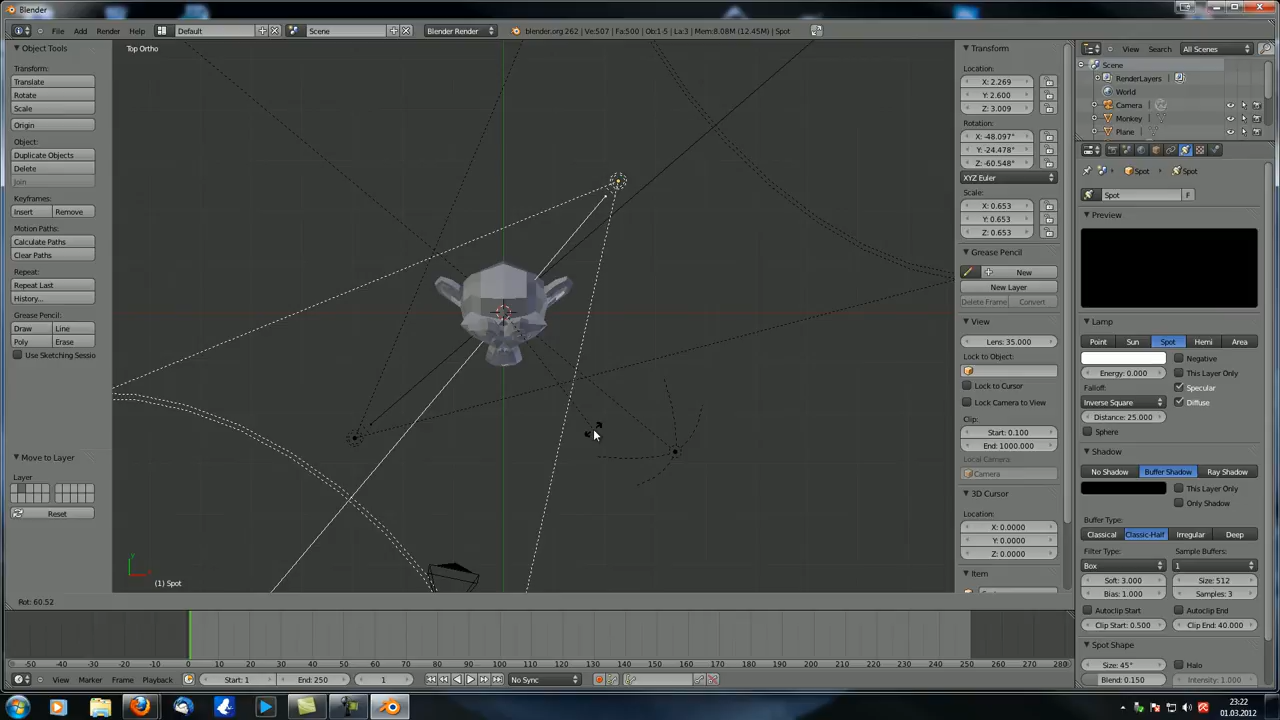 Blender
File Add Render Help Default Scene Blender Render blender.org 262 | Ve:507 | Fa:500 | Ob:1-5 | La:3 | Mem:8.08M (12.45M) | Spot
Object Tools
Transform:
Translate
Rotate
Scale
Origin
Object:
Duplicate Objects
Delete
Join
Keyframes:
Insert Remove
Motion Paths:
Calculate Paths
Clear Paths
Repeat:
Repeat Last
History...
Grease Pencil:
Draw Line
Poly Erase
Use Sketching Sessio
Move to Layer
Layer
Reset
Top Ortho
(1) Spot
Rot: 60.52
Transform
Location:
X: 2.269
Y: 2.600
Z: 3.009
Rotation:
X: -48.097°
Y: -24.478°
Z: -60.548°
XYZ Euler
Scale:
X: 0.653
Y: 0.653
Z: 0.653
Grease Pencil
New
New Layer
Delete Frame Convert
View
Lens: 35.000
Lock to Object:
Lock to Cursor
Lock Camera to View
Clip:
Start: 0.100
End: 1000.000
Local Camera:
Camera
3D Cursor
Location:
X: 0.0000
Y: 0.0000
Z: 0.0000
Item
View Search All Scenes
Scene
RenderLayers
World
Camera
Monkey
Plane
Spot Spot
Spot F
Preview
Lamp
Point Sun Spot Hemi Area
Negative
Energy: 0.000 This Layer Only
Falloff: Specular
Inverse Square Diffuse
Distance: 25.000
Sphere
Shadow
No Shadow Buffer Shadow Ray Shadow
This Layer Only
Only Shadow
Buffer Type:
Classical Classic-Half Irregular Deep
Filter Type: Sample Buffers:
Box 1
Soft: 3.000 Size: 512
Bias: 1.000 Samples: 3
Autoclip Start Autoclip End
Clip Start: 0.500 Clip End: 40.000
Spot Shape
Size: 45° Halo
Blend: 0.150 Intensity: 1.000
-50 -40 -30 -20 -10 0 10 20 30 40 50 60 70 80 90 100 110 120 130 140 150 160 170 180 190 200 210 220 230 240 250 260 270 280
View Marker Frame Playback Start: 1 End: 250 1 No Sync
23:22
01.03.2012